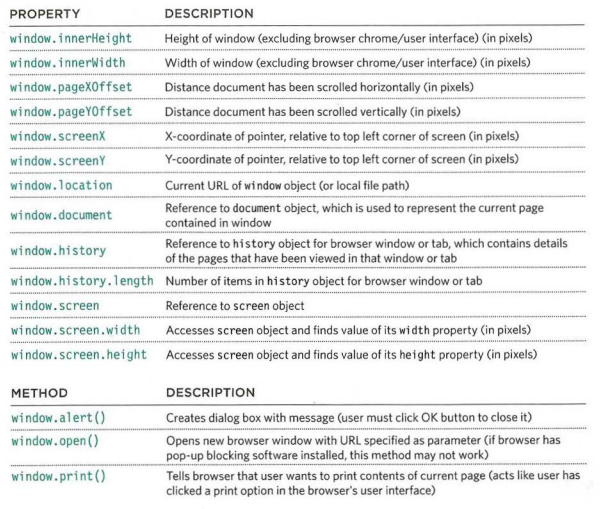 PROPERTY DESCRIPTION
window.innerHeight Height of window (excluding browser chrome/user interface) (in pixels)
window.innerWidth Width of window (excluding browser chrome/user interface) (in pixels)
window.pageXOffset Distance document has been scrolled horizontally (in pixels)
window.pageYOffset Distance document has been scrolled vertically (in pixels)
window.screenX X-coordinate of pointer, relative to top left corner of screen (in pixels)
window.screenY Y-coordinate of pointer, relative to top left corner of screen (in pixels)
window.location Current URL of window object (or local file path)
window.document Reference to document object, which is used to represent the current page
contained in window
window.history Reference to history object for browser window or tab, which contains details
of the pages that have been viewed in that window or tab
window.history.length Number of items in history object for browser window or tab
window.screen Reference to screen object
window.screen.width Accesses screen object and finds value of its width property (in pixels)
window.screen.height Accesses screen object and finds value of its height property (in pixels)
METHOD DESCRIPTION
window.alert() Creates dialog box with message (user must click OK button to close it)
window.open() Opens new browser window with URL specified as parameter (if browser has
pop-up blocking software installed, this method may not work)
window.print() Tells browser that user wants to print contents of current page (acts like user has
clicked a print option in the browser's user interface)